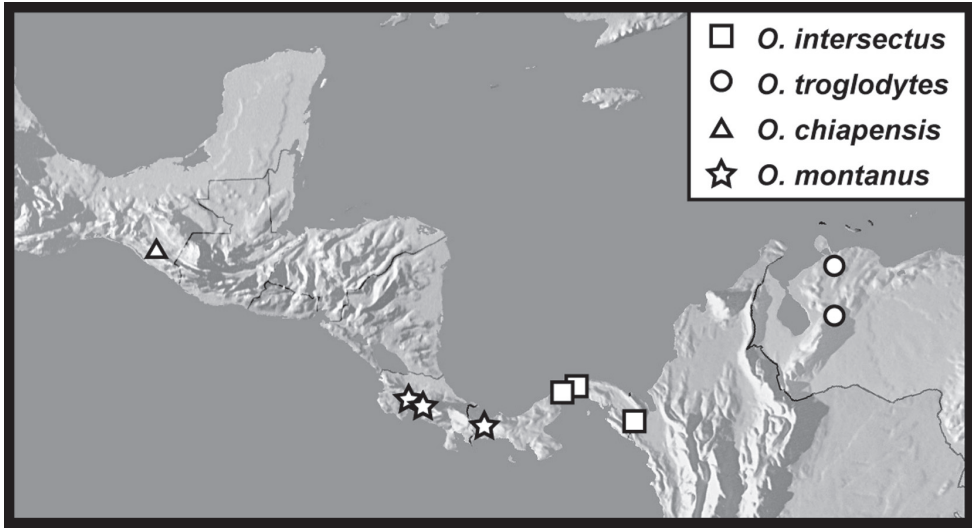 O. intersectus
O. troglodytes
O. chiapensis
O. montanus